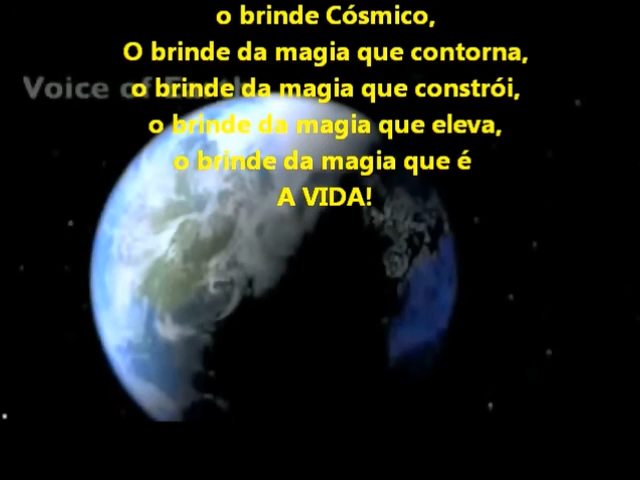 o brinde Cósmico,
O brinde da magia que contorna,
Voice of Earth
o brinde da magia que constrói,
o brinde da magia que eleva,
o brinde da magia que é
A VIDA!